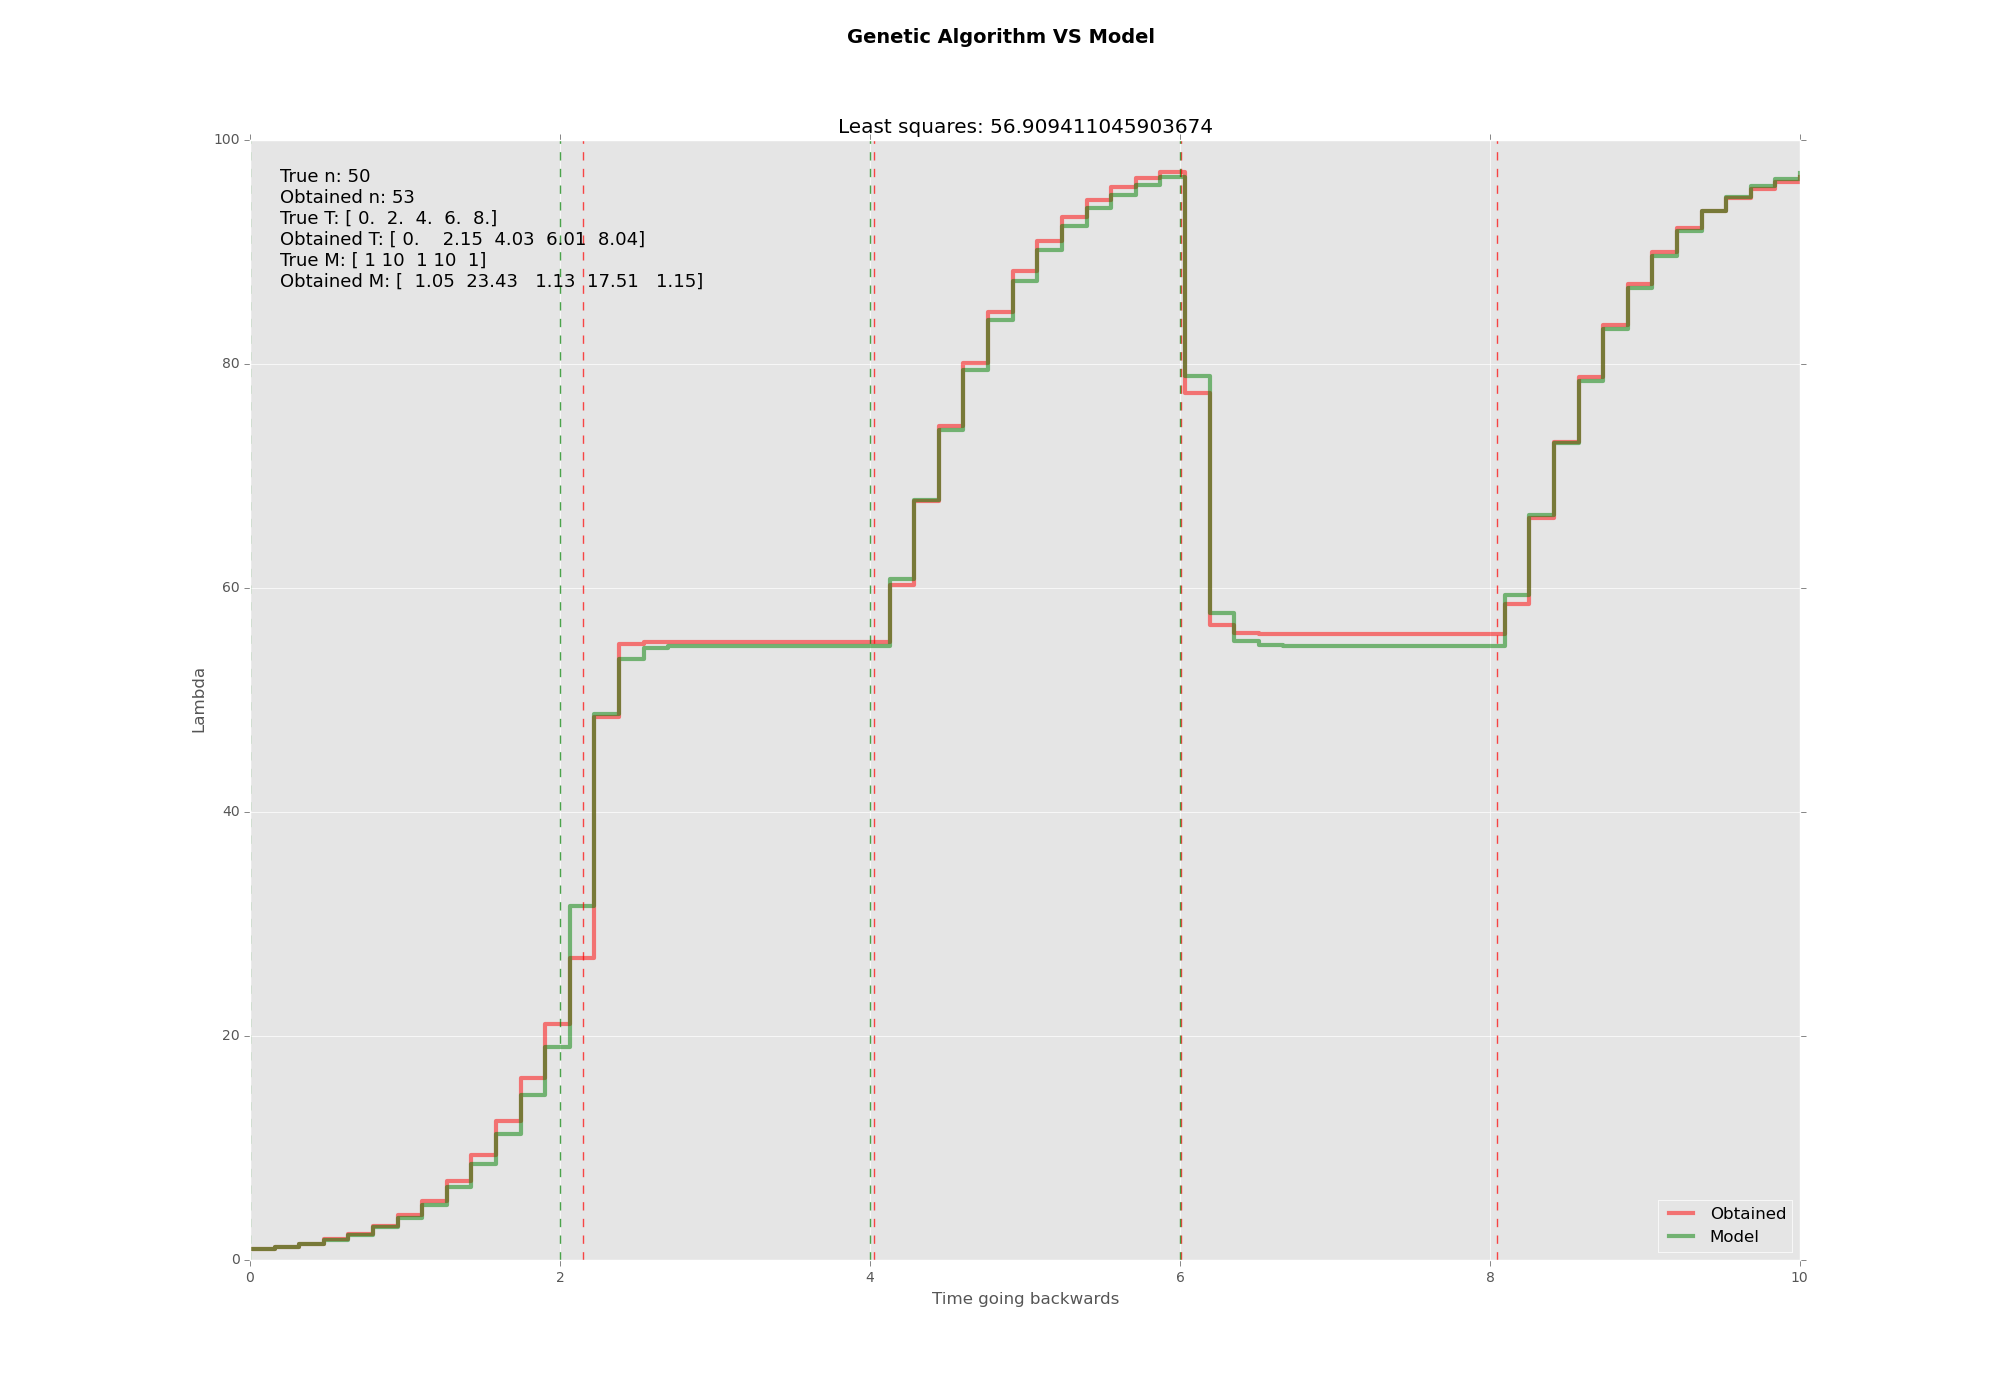 Genetic Algorithm VS Model
Least squares: 56.909411045903674
True n: 50
Obtained n: 53
True T: [ 0.  2.  4.  6.  8.]
Obtained T: [ 0.    2.15  4.03  6.01  8.04]
True M: [ 1 10  1 10  1]
Obtained M: [  1.05  23.43   1.13  17.51   1.15]
100
80
60
40
20
0
Lambda
0 2 4 6 8 10
Time going backwards
Obtained
Model